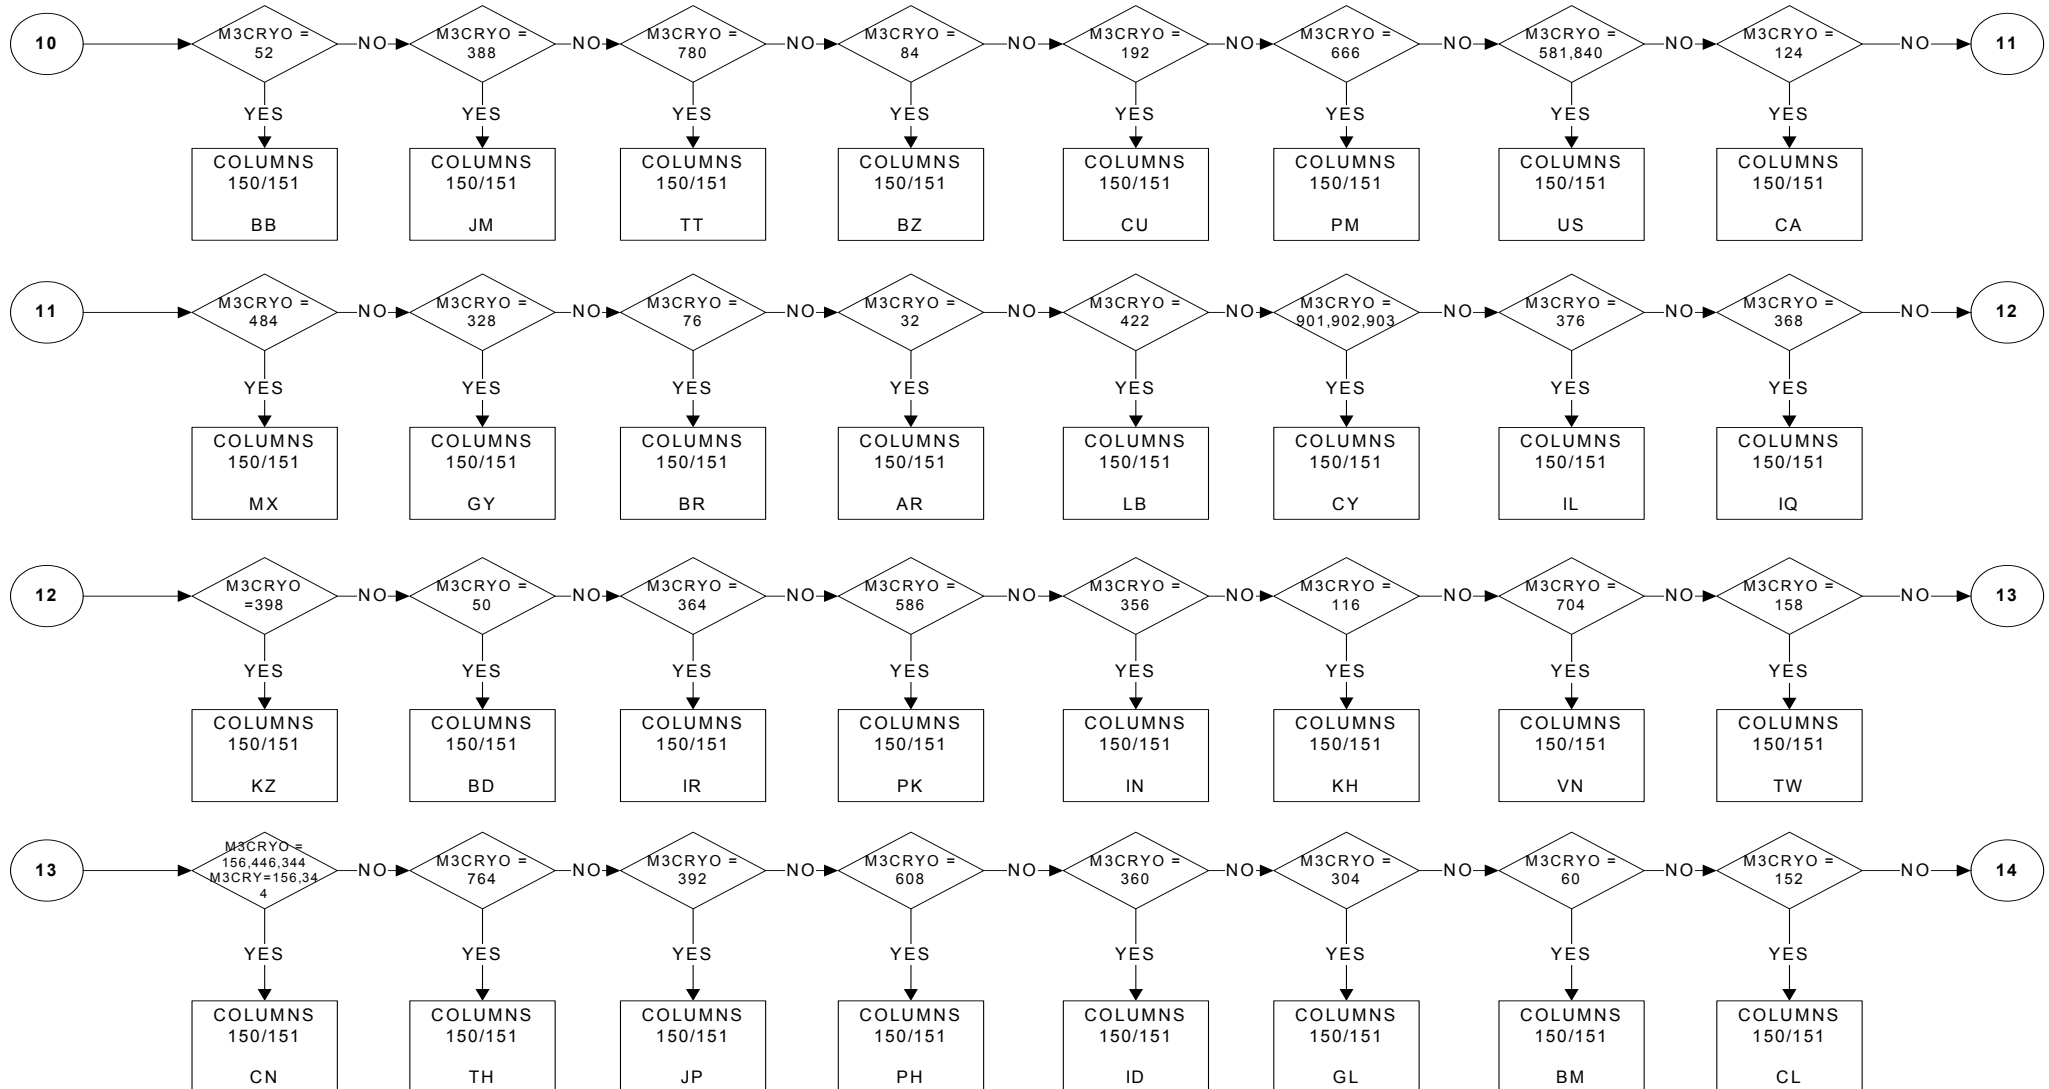 10
M3CRYO =
52
NO
M3CRYO =
388
NO
M3CRYO =
780
NO
M3CRYO =
84
NO
M3CRYO =
192
NO
M3CRYO =
666
NO
M3CRYO =
581,840
NO
M3CRYO =
124
NO
11
YES
YES
YES
YES
YES
YES
YES
YES
COLUMNS
150/151
BB
COLUMNS
150/151
JM
COLUMNS
150/151
TT
COLUMNS
150/151
BZ
COLUMNS
150/151
CU
COLUMNS
150/151
PM
COLUMNS
150/151
US
COLUMNS
150/151
CA
11
M3CRYO =
484
NO
M3CRYO =
328
NO
M3CRYO =
76
NO
M3CRYO =
32
NO
M3CRYO =
422
NO
M3CRYO =
901,902,903
NO
M3CRYO =
376
NO
M3CRYO =
368
NO
12
YES
YES
YES
YES
YES
YES
YES
YES
COLUMNS
150/151
MX
COLUMNS
150/151
GY
COLUMNS
150/151
BR
COLUMNS
150/151
AR
COLUMNS
150/151
LB
COLUMNS
150/151
CY
COLUMNS
150/151
IL
COLUMNS
150/151
IQ
12
M3CRYO
=398
NO
M3CRYO =
50
NO
M3CRYO =
364
NO
M3CRYO =
586
NO
M3CRYO =
356
NO
M3CRYO =
116
NO
M3CRYO =
704
NO
M3CRYO =
158
NO
13
YES
YES
YES
YES
YES
YES
YES
YES
COLUMNS
150/151
KZ
COLUMNS
150/151
BD
COLUMNS
150/151
IR
COLUMNS
150/151
PK
COLUMNS
150/151
IN
COLUMNS
150/151
KH
COLUMNS
150/151
VN
COLUMNS
150/151
TW
13
M3CRYO =
156,446,344
M3CRY=156,34
4
NO
M3CRYO =
764
NO
M3CRYO =
392
NO
M3CRYO =
608
NO
M3CRYO =
360
NO
M3CRYO =
304
NO
M3CRYO =
60
NO
M3CRYO =
152
NO
14
YES
YES
YES
YES
YES
YES
YES
YES
COLUMNS
150/151
CN
COLUMNS
150/151
TH
COLUMNS
150/151
JP
COLUMNS
150/151
PH
COLUMNS
150/151
ID
COLUMNS
150/151
GL
COLUMNS
150/151
BM
COLUMNS
150/151
CL